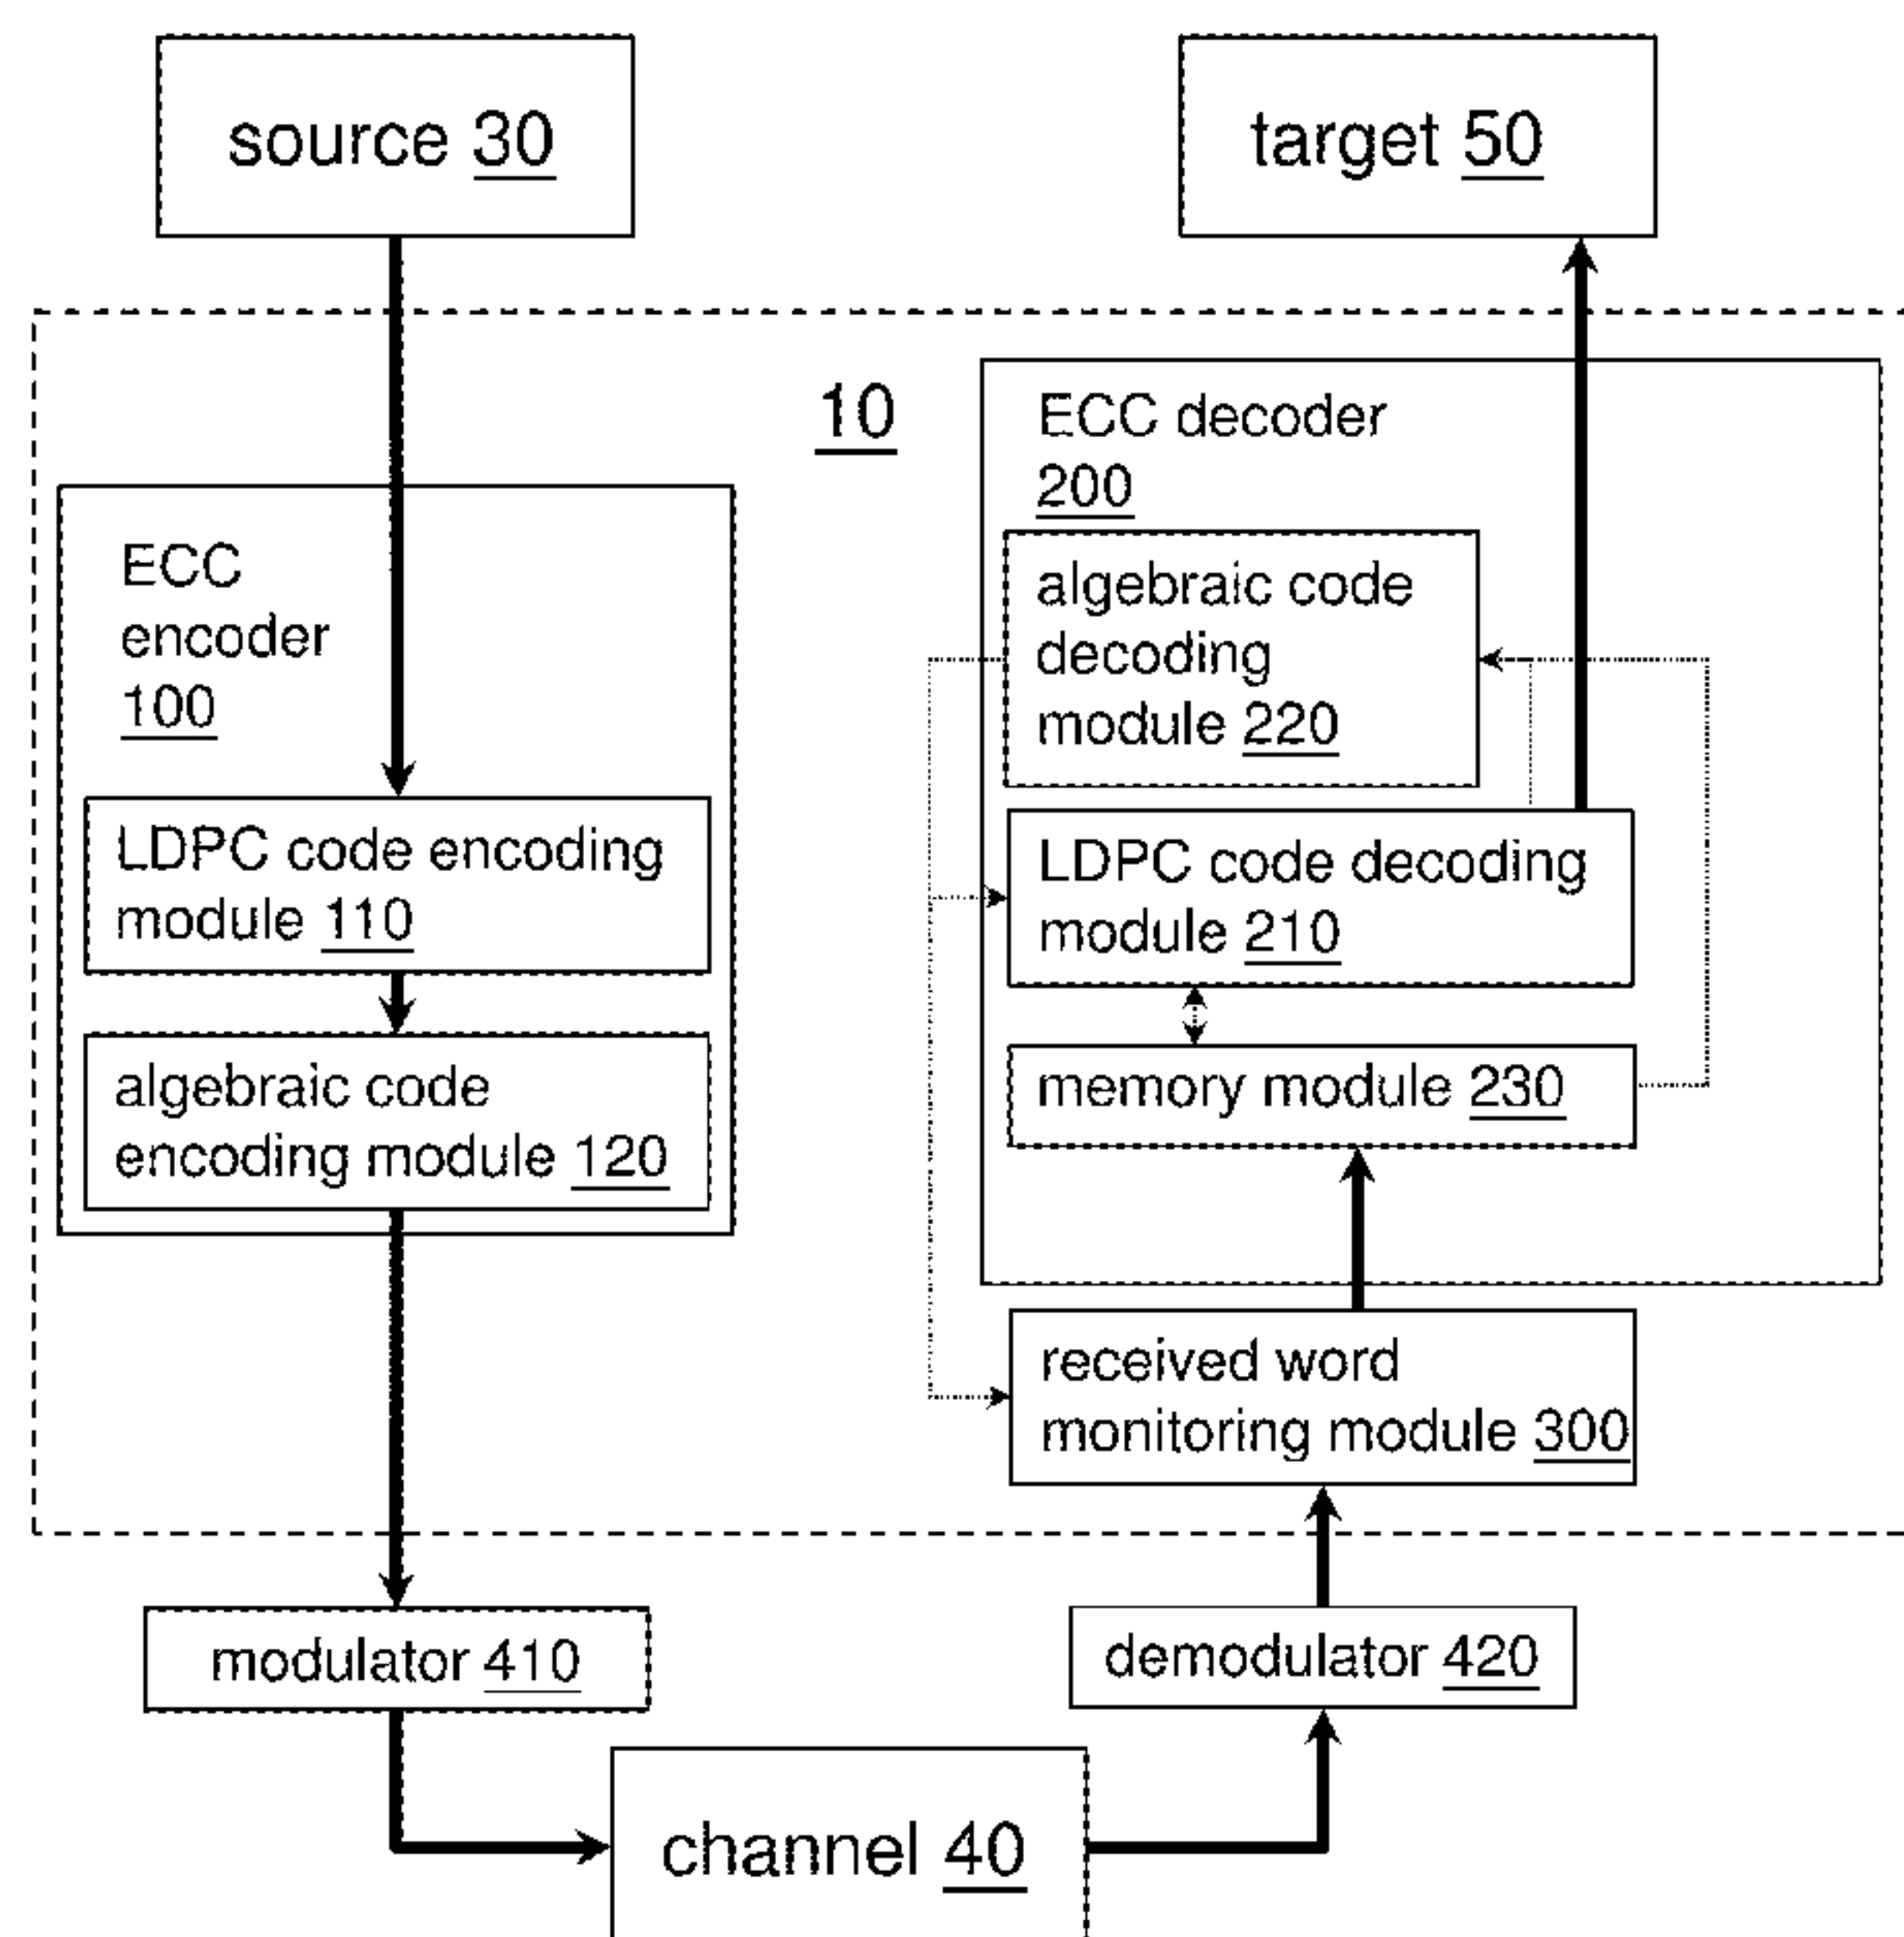 source 30
target 50
10
ECC
encoder
100
LDPC code encoding
module 110
algebraic code
encoding module 120
ECC decoder
200
algebraic code
decoding
module 220
LDPC code decoding
module 210
memory module 230
received word
monitoring module 300
modulator 410
demodulator 420
channel 40